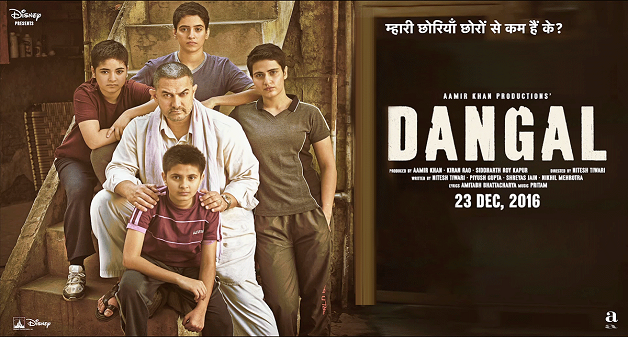 Disney
PRESENTS
म्हारी छोरियाँ छोरों से कम हैं के?
AAMIR KHAN PRODUCTIONS'
DANGAL
PRODUCED BY AAMIR KHAN · KIRAN RAO · SIDDHARTH ROY KAPUR DIRECTED BY NITESH TIWARI
WRITTEN BY NITESH TIWARI · PIYUSH GUPTA · SHREYAS JAIN · NIKHIL MEHROTRA
LYRICS AMITABH BHATTACHARYA MUSIC PRITAM
23 DEC, 2016
Disney
a